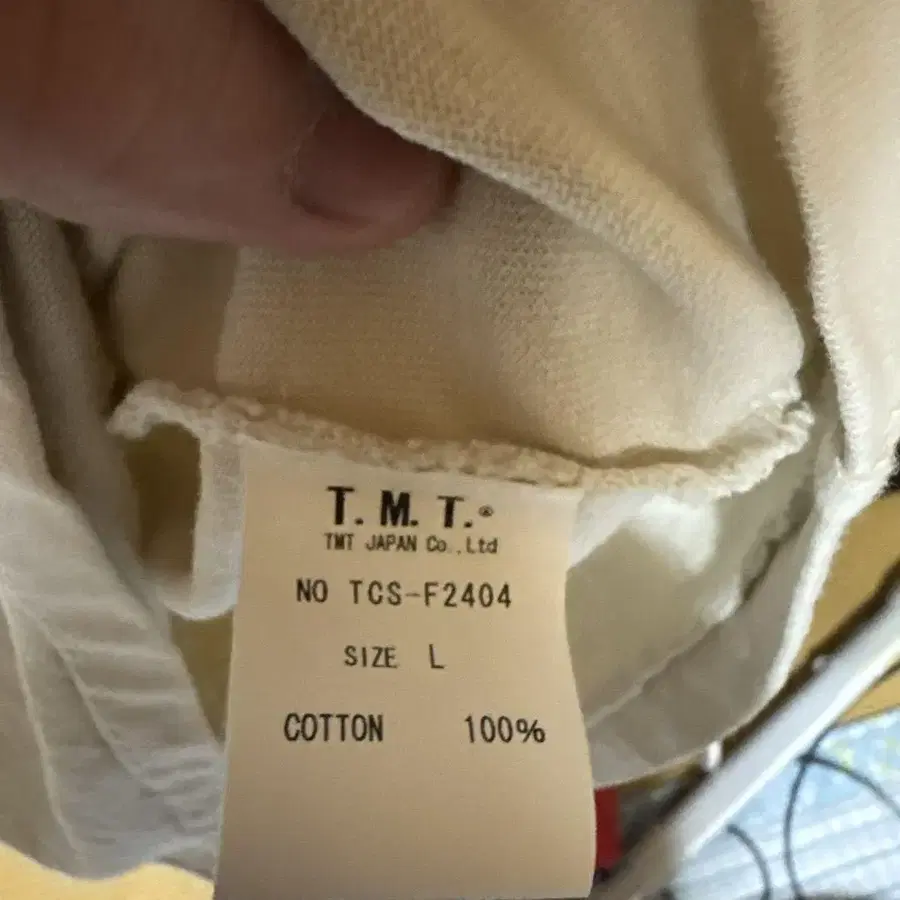 T. M. T.®
TMT JAPAN Co.,Ltd
NO TCS-F2404
SIZE L
COTTON 100%